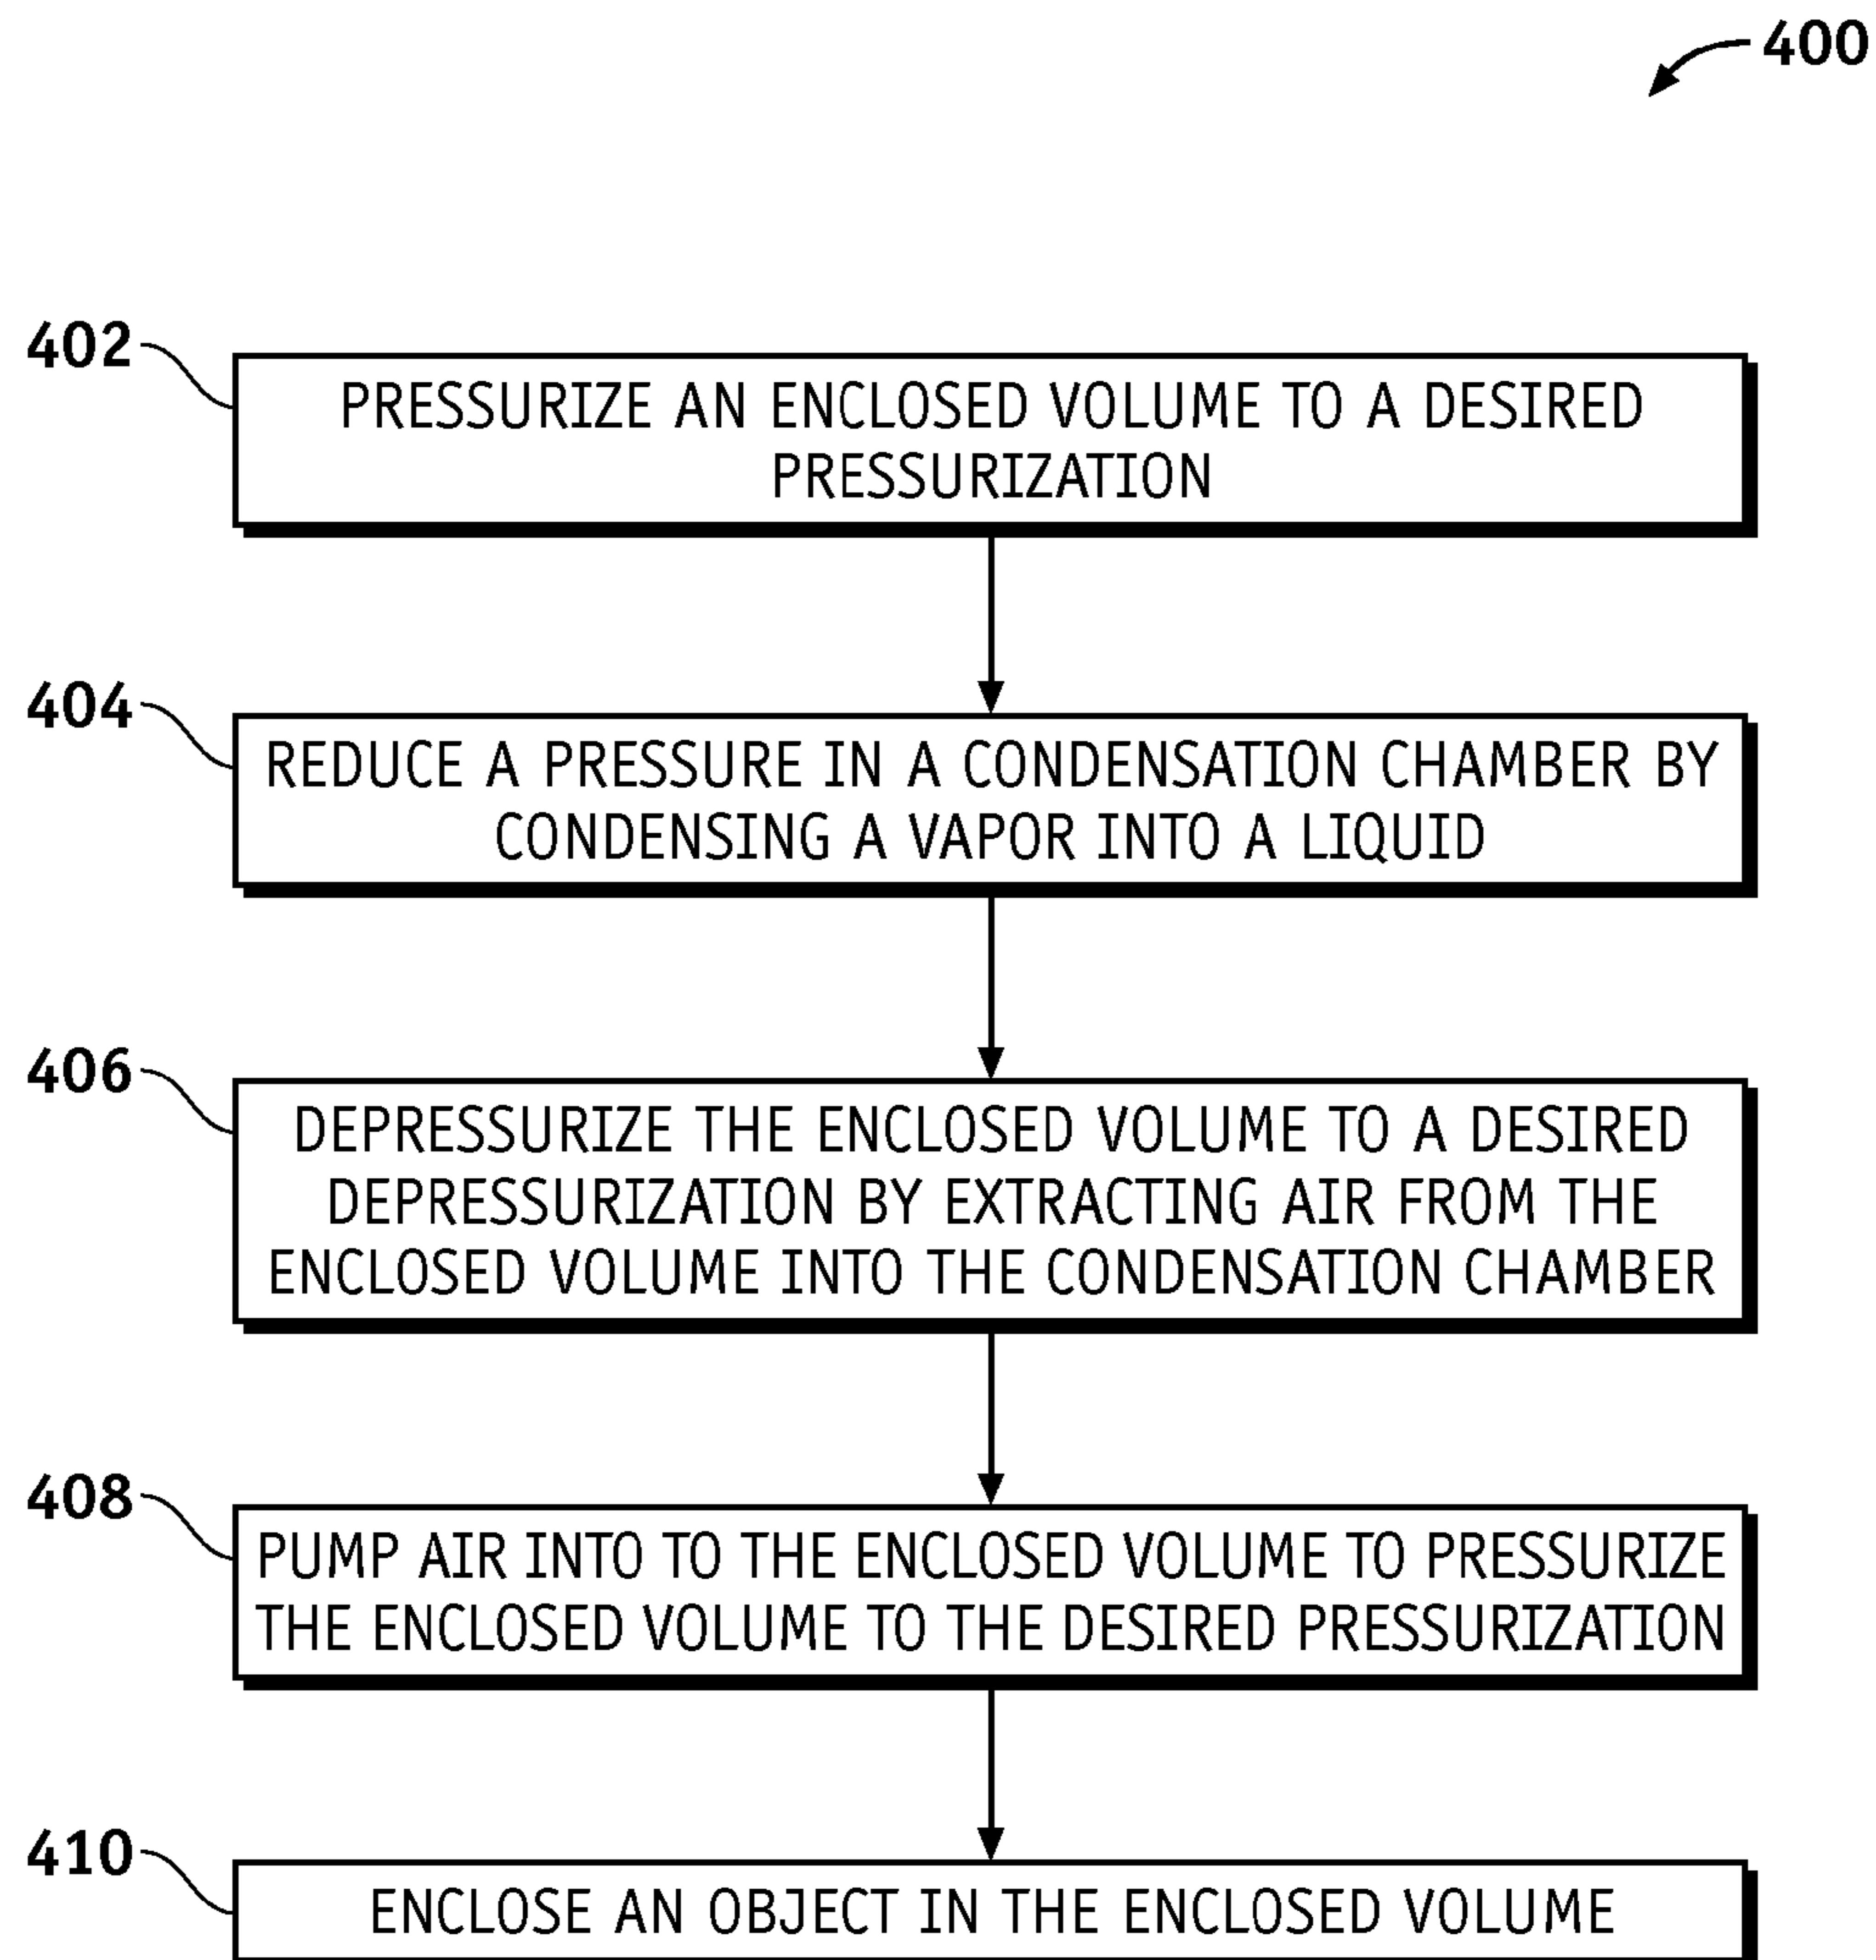 400
402
PRESSURIZE AN ENCLOSED VOLUME TO A DESIRED
PRESSURIZATION
404
REDUCE A PRESSURE IN A CONDENSATION CHAMBER BY
CONDENSING A VAPOR INTO A LIQUID
406
DEPRESSURIZE THE ENCLOSED VOLUME TO A DESIRED
DEPRESSURIZATION BY EXTRACTING AIR FROM THE
ENCLOSED VOLUME INTO THE CONDENSATION CHAMBER
408
PUMP AIR INTO TO THE ENCLOSED VOLUME TO PRESSURIZE
THE ENCLOSED VOLUME TO THE DESIRED PRESSURIZATION
410
ENCLOSE AN OBJECT IN THE ENCLOSED VOLUME